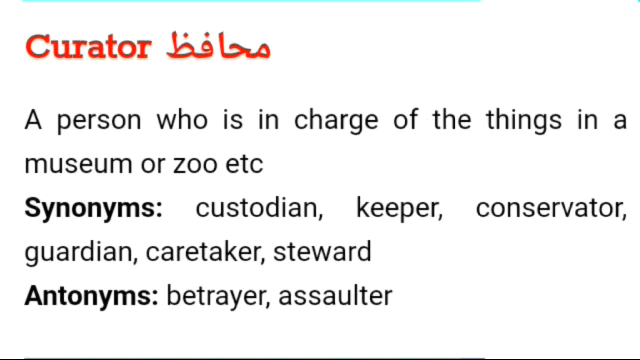 Curator محافظ
A person who is in charge of the things in a
museum or zoo etc
Synonyms: custodian, keeper, conservator,
guardian, caretaker, steward
Antonyms: betrayer, assaulter